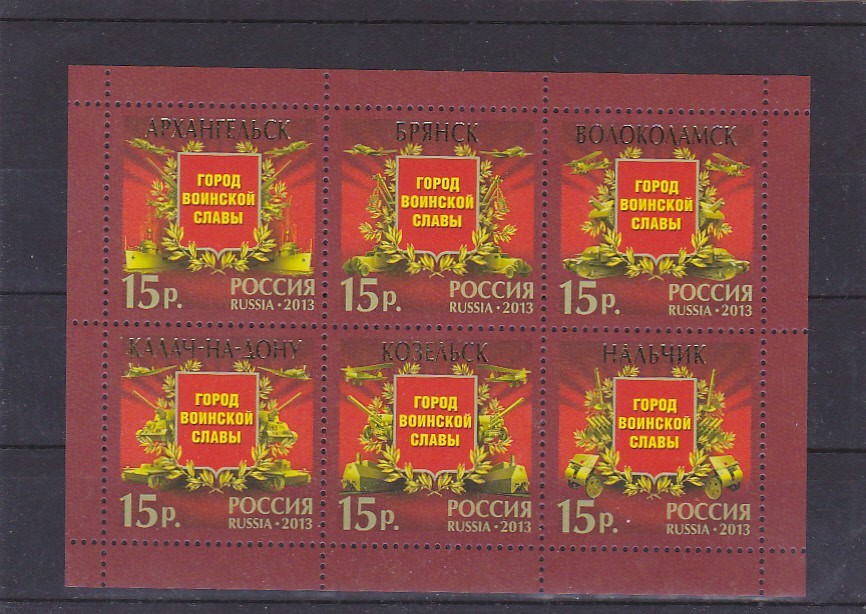 АРХАНГЕЛЬСК
ГОРОД
ВОИНСКОЙ
СЛАВЫ
15р.
РОССИЯ
RUSSIA • 2013
БРЯНСК
ГОРОД
ВОИНСКОЙ
СЛАВЫ
15р.
РОССИЯ
RUSSIA • 2013
ВОЛОКОЛАМСК
ГОРОД
ВОИНСКОЙ
СЛАВЫ
15р.
РОССИЯ
RUSSIA • 2013
КАЛАЧ-НА-ДОНУ
ГОРОД
ВОИНСКОЙ
СЛАВЫ
15р.
РОССИЯ
RUSSIA • 2013
КОЗЕЛЬСК
ГОРОД
ВОИНСКОЙ
СЛАВЫ
15р.
РОССИЯ
RUSSIA • 2013
НАЛЬЧИК
ГОРОД
ВОИНСКОЙ
СЛАВЫ
15р.
РОССИЯ
RUSSIA • 2013